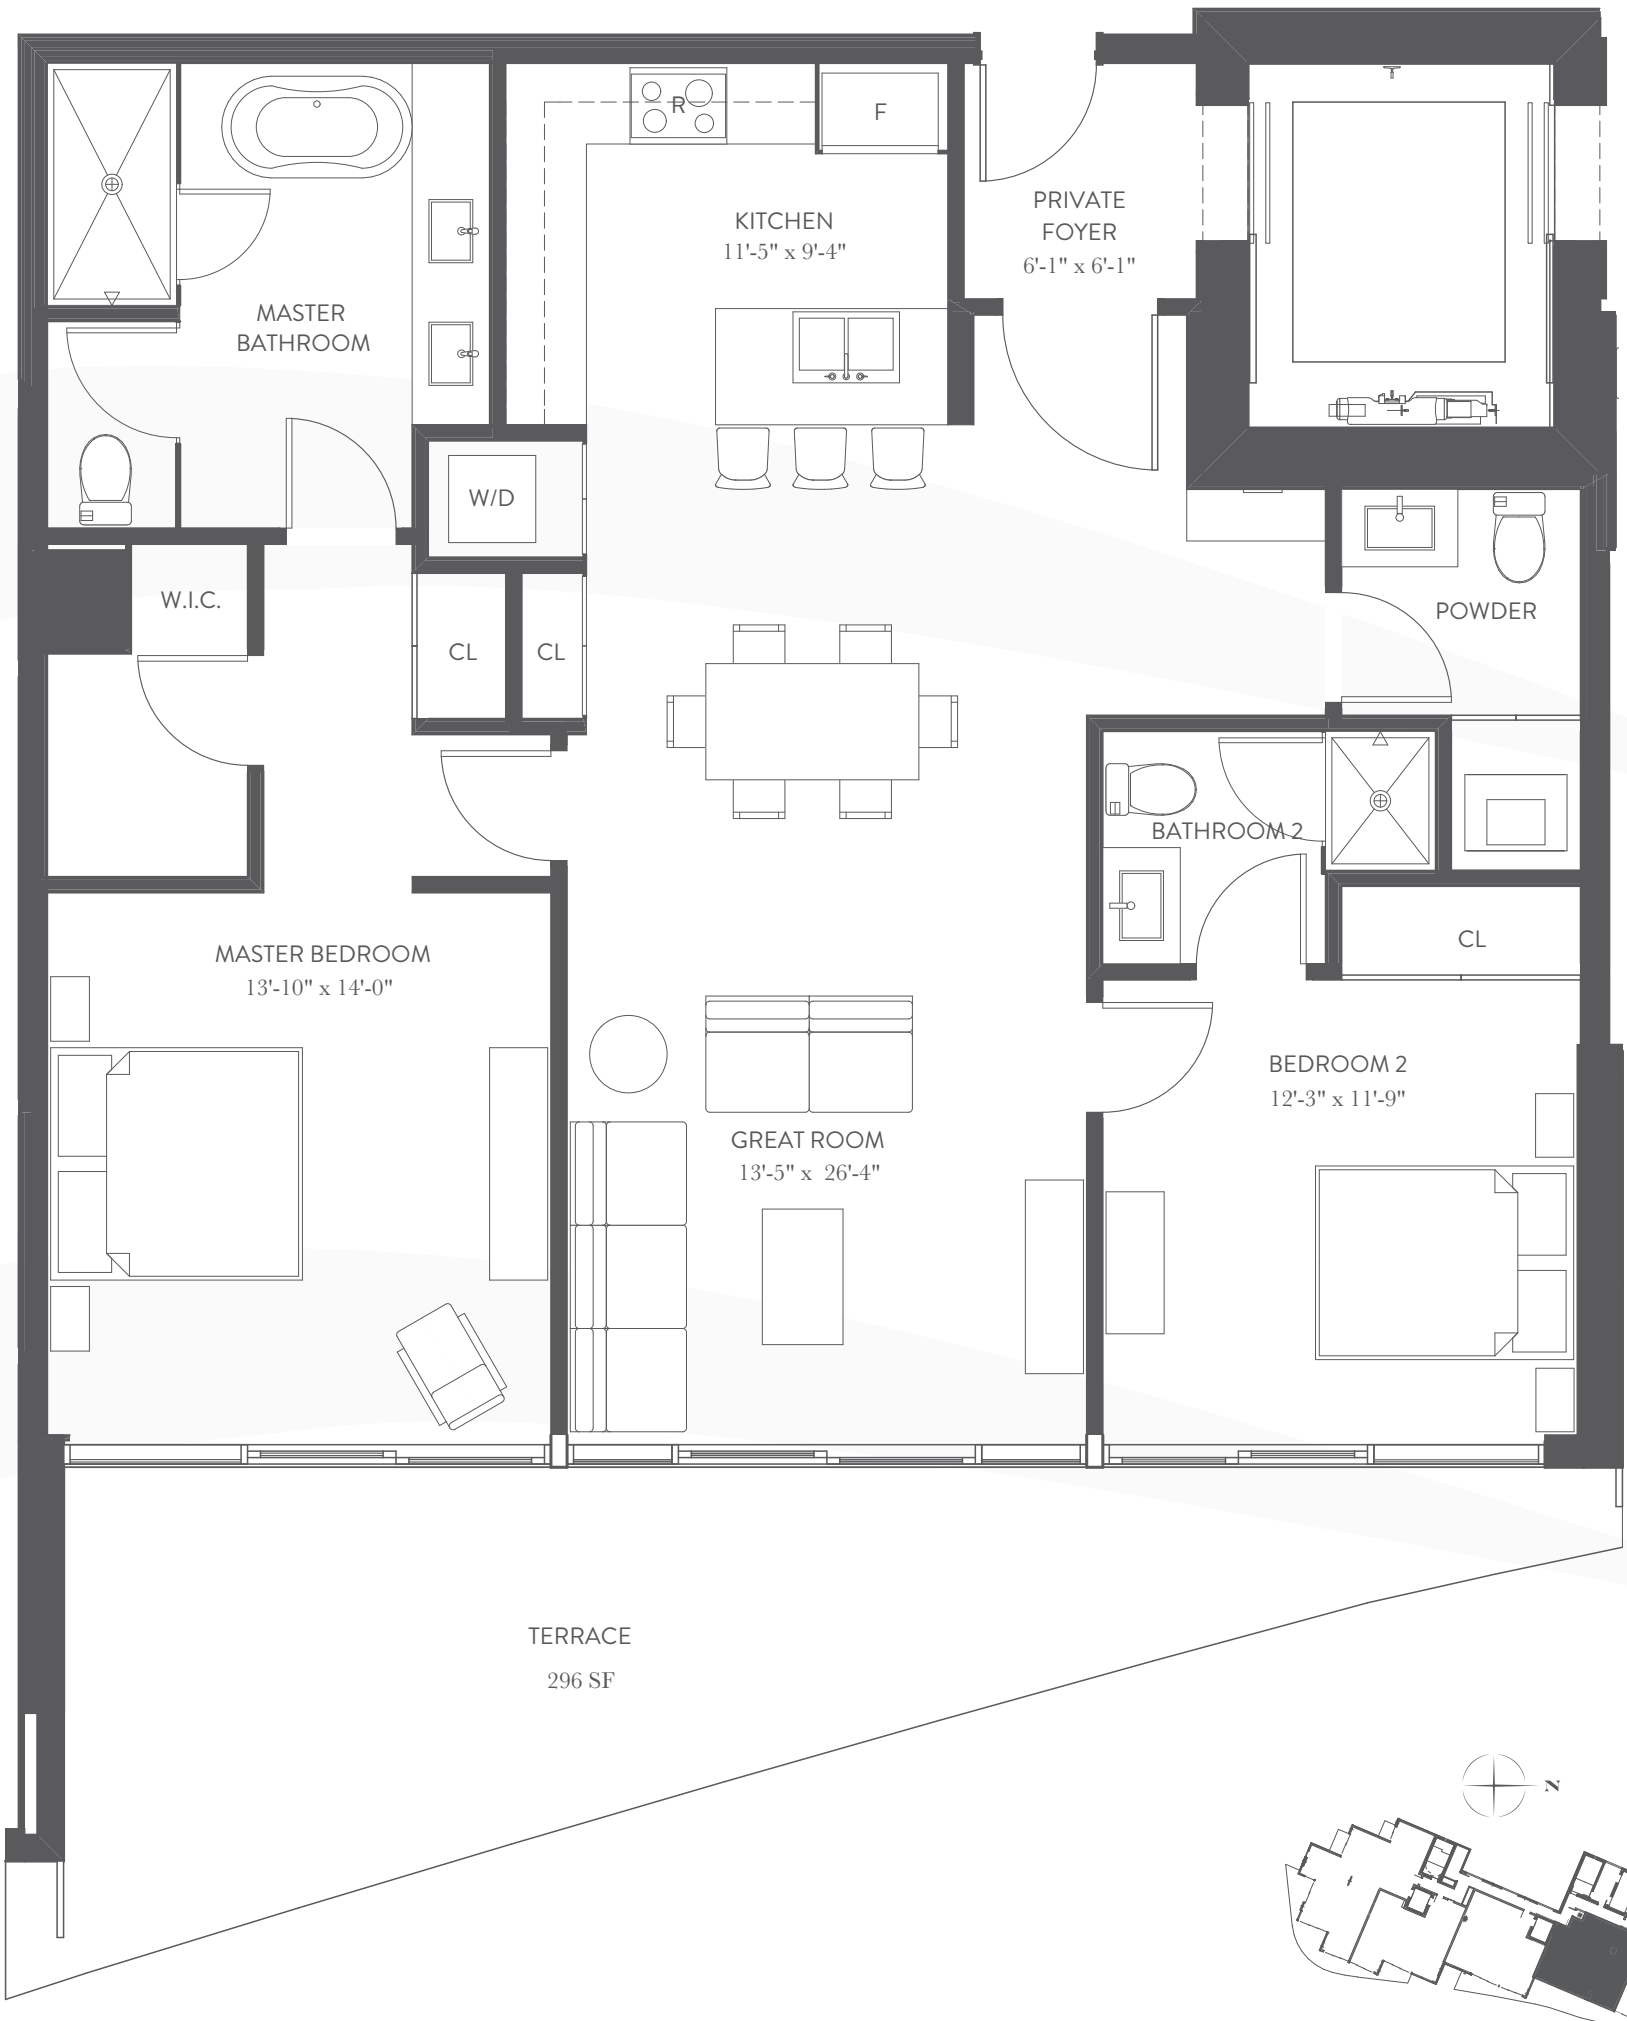 R
F
KITCHEN
11'-5" x 9'-4"
PRIVATE
FOYER
6'-1" x 6'-1"
MASTER
BATHROOM
W/D
W.I.C.
CL
CL
POWDER
BATHROOM 2
CL
MASTER BEDROOM
13'-10" x 14'-0"
BEDROOM 2
12'-3" x 11'-9"
GREAT ROOM
13'-5" x 26'-4"
TERRACE
296 SF
N